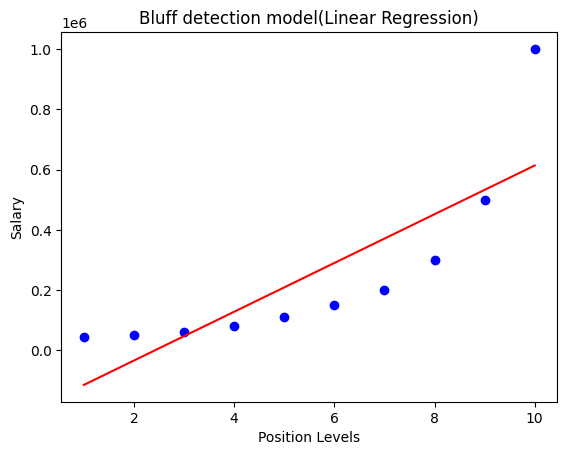 Bluff detection model(Linear Regression)
1e6
1.0
0.8
0.6
0.4
0.2
0.0
Salary
2 4 6 8 10
Position Levels